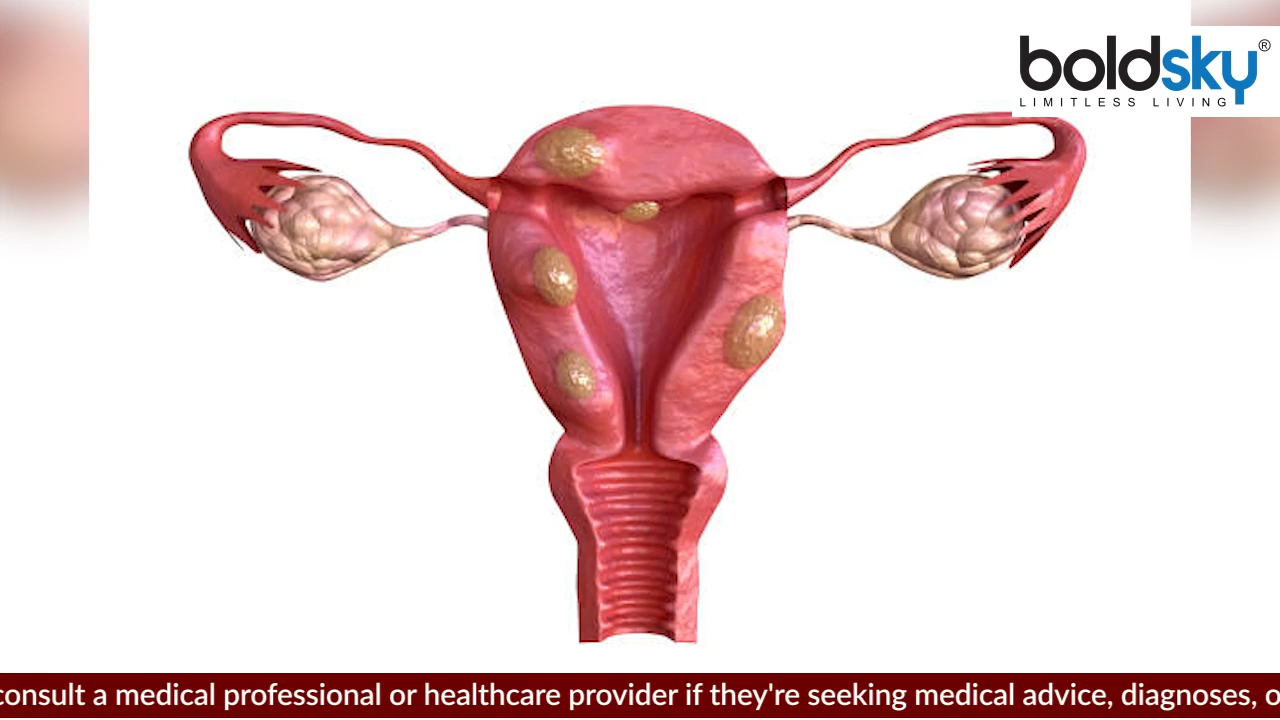 boldsky®
LIMITLESS LIVING
consult a medical professional or healthcare provider if they're seeking medical advice, diagnoses, o